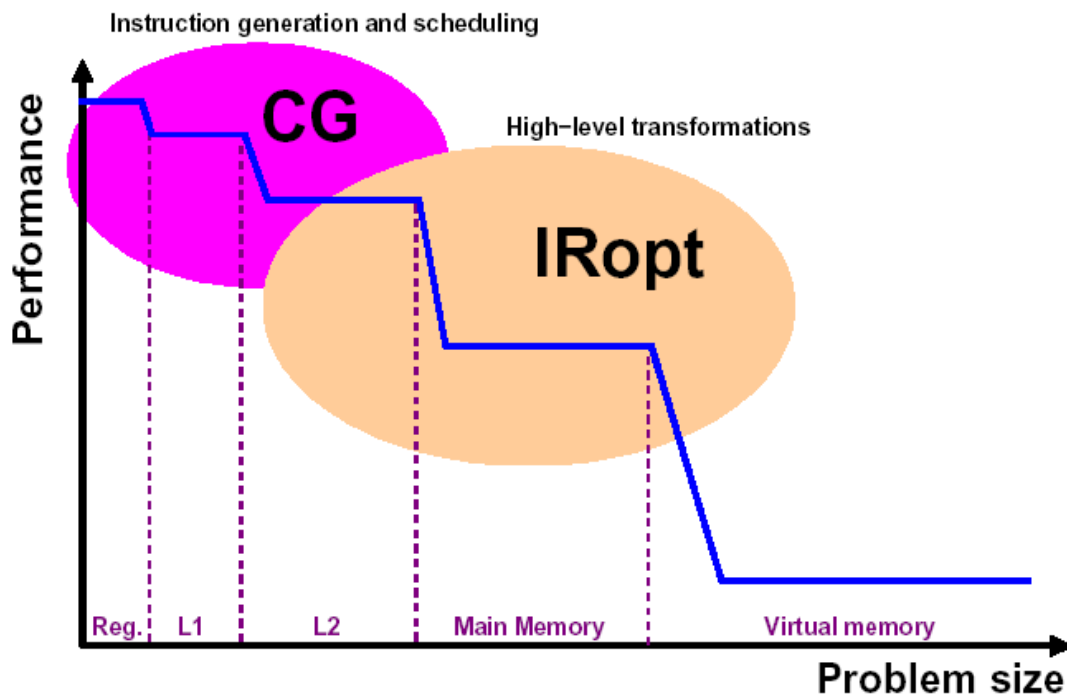 Instruction generation and scheduling
CG
High-level transformations
IRopt
Performance
Reg.
L1
L2
Main Memory
Virtual memory
Problem size